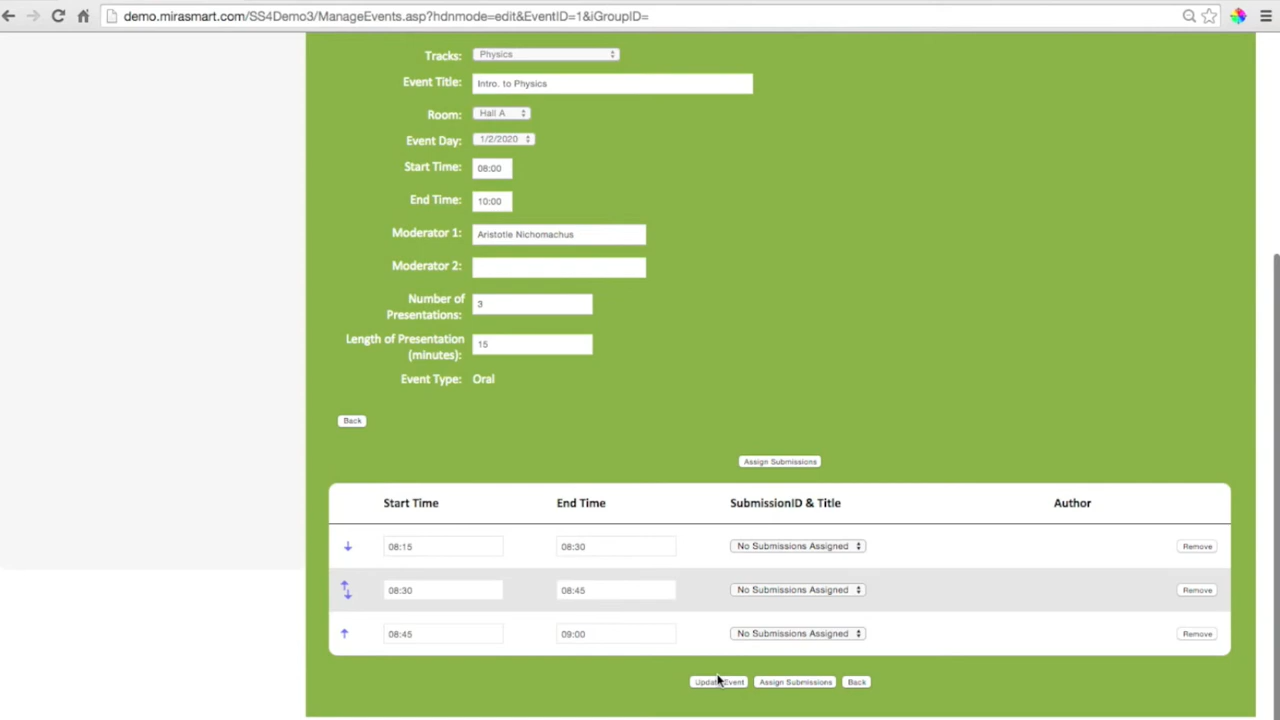 demo.mirasmart.com/SS4Demo3/ManageEvents.asp?hdnmode=edit&EventID=1&iGroupID=
Tracks: Physics
Event Title: Intro. to Physics
Room: Hall A
Event Day: 1/2/2020
Start Time: 08:00
End Time: 10:00
Moderator 1: Aristotle Nichomachus
Moderator 2:
Number of
Presentations: 3
Length of Presentation
(minutes): 15
Event Type: Oral
Back
Assign Submissions
Start Time End Time SubmissionID & Title Author
08:15 08:30 No Submissions Assigned Remove
08:30 08:45 No Submissions Assigned Remove
08:45 09:00 No Submissions Assigned Remove
Update Event Assign Submissions Back